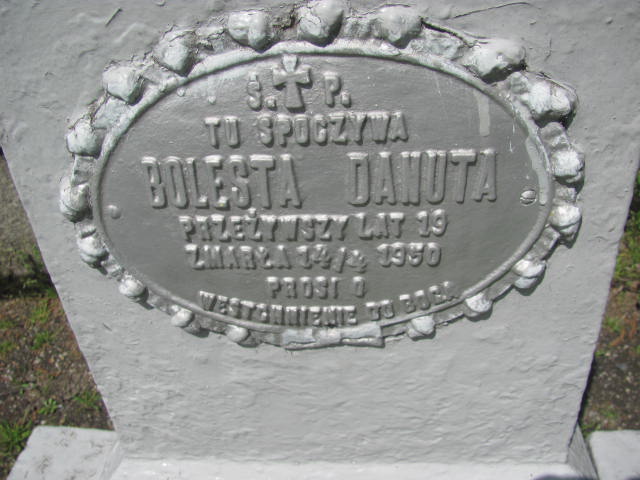 Ś. P.
TU SPOCZYWA
BOLESTA DANUTA
PRZEŻYWSZY LAT 19
ZMARŁA 14/4 1950
PROSI O
WESTCHNIENIE DO BOGA